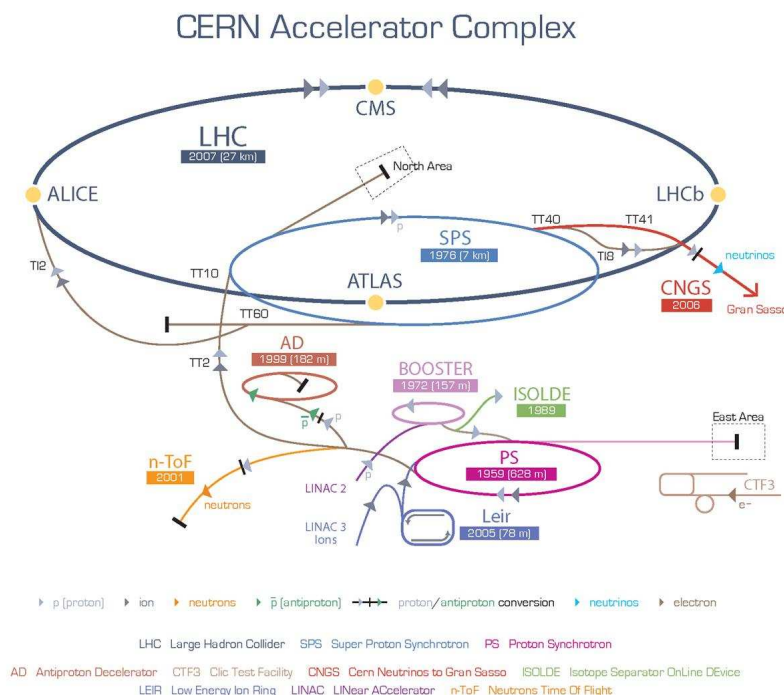 CERN Accelerator Complex
CMS
LHC
2007 (27 km)
North Area
ALICE
LHCb
TT40
TT41
p
SPS
1976 (7 km)
TI8
neutrinos
TI2
TT10
ATLAS
CNGS
2006
Gran Sasso
TT60
AD
1999 (182 m)
TT2
BOOSTER
1972 (157 m)
ISOLDE
1989
p̅
p
East Area
n-ToF
2001
p
PS
1959 (628 m)
neutrons
LINAC 2
CTF3
e-
LINAC 3
Ions
Leir
2005 (78 m)
p (proton) ion neutrons p̅ (antiproton) proton/antiproton conversion neutrinos electron
LHC Large Hadron Collider SPS Super Proton Synchrotron PS Proton Synchrotron
AD Antiproton Decelerator CTF3 Clic Test Facility CNGS Cern Neutrinos to Gran Sasso ISOLDE Isotope Separator OnLine DEvice
LEIR Low Energy Ion Ring LINAC LINear ACcelerator n-ToF Neutrons Time Of Flight